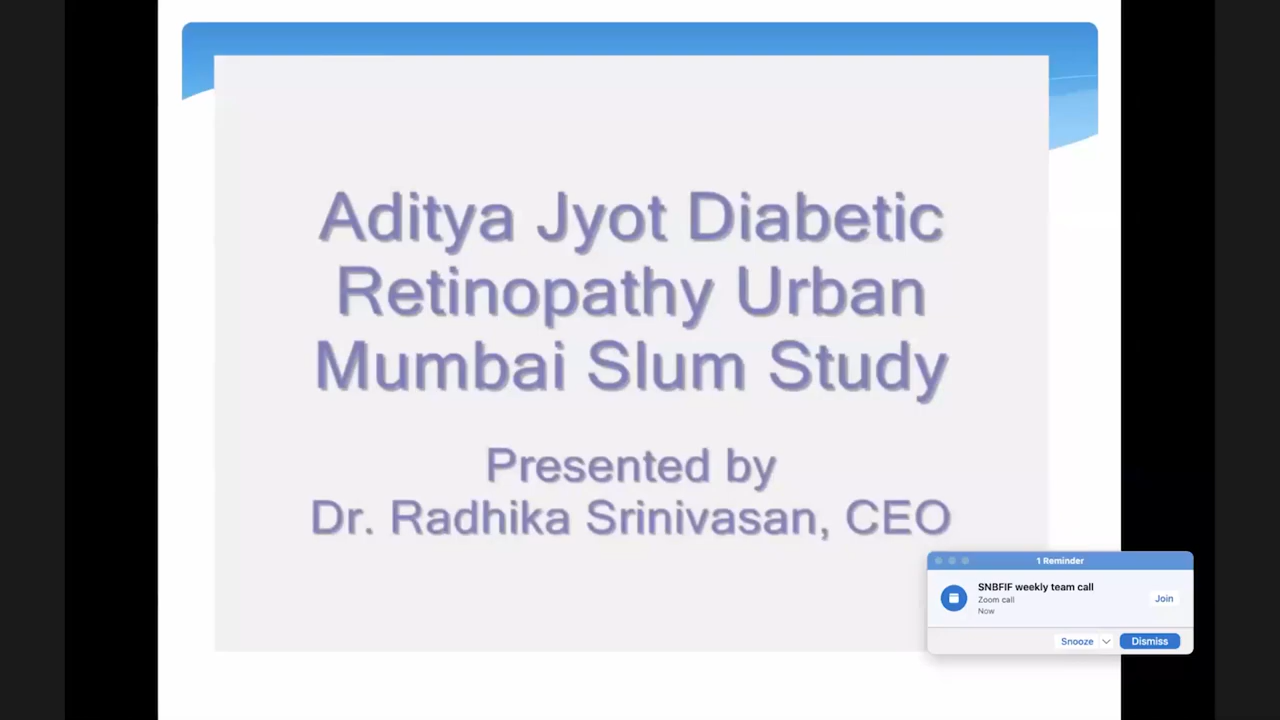 Aditya Jyot Diabetic
Retinopathy Urban
Mumbai Slum Study
Presented by
Dr. Radhika Srinivasan, CEO
1 Reminder
SNBFIF weekly team call
Zoom call
Now
Join
Snooze
Dismiss